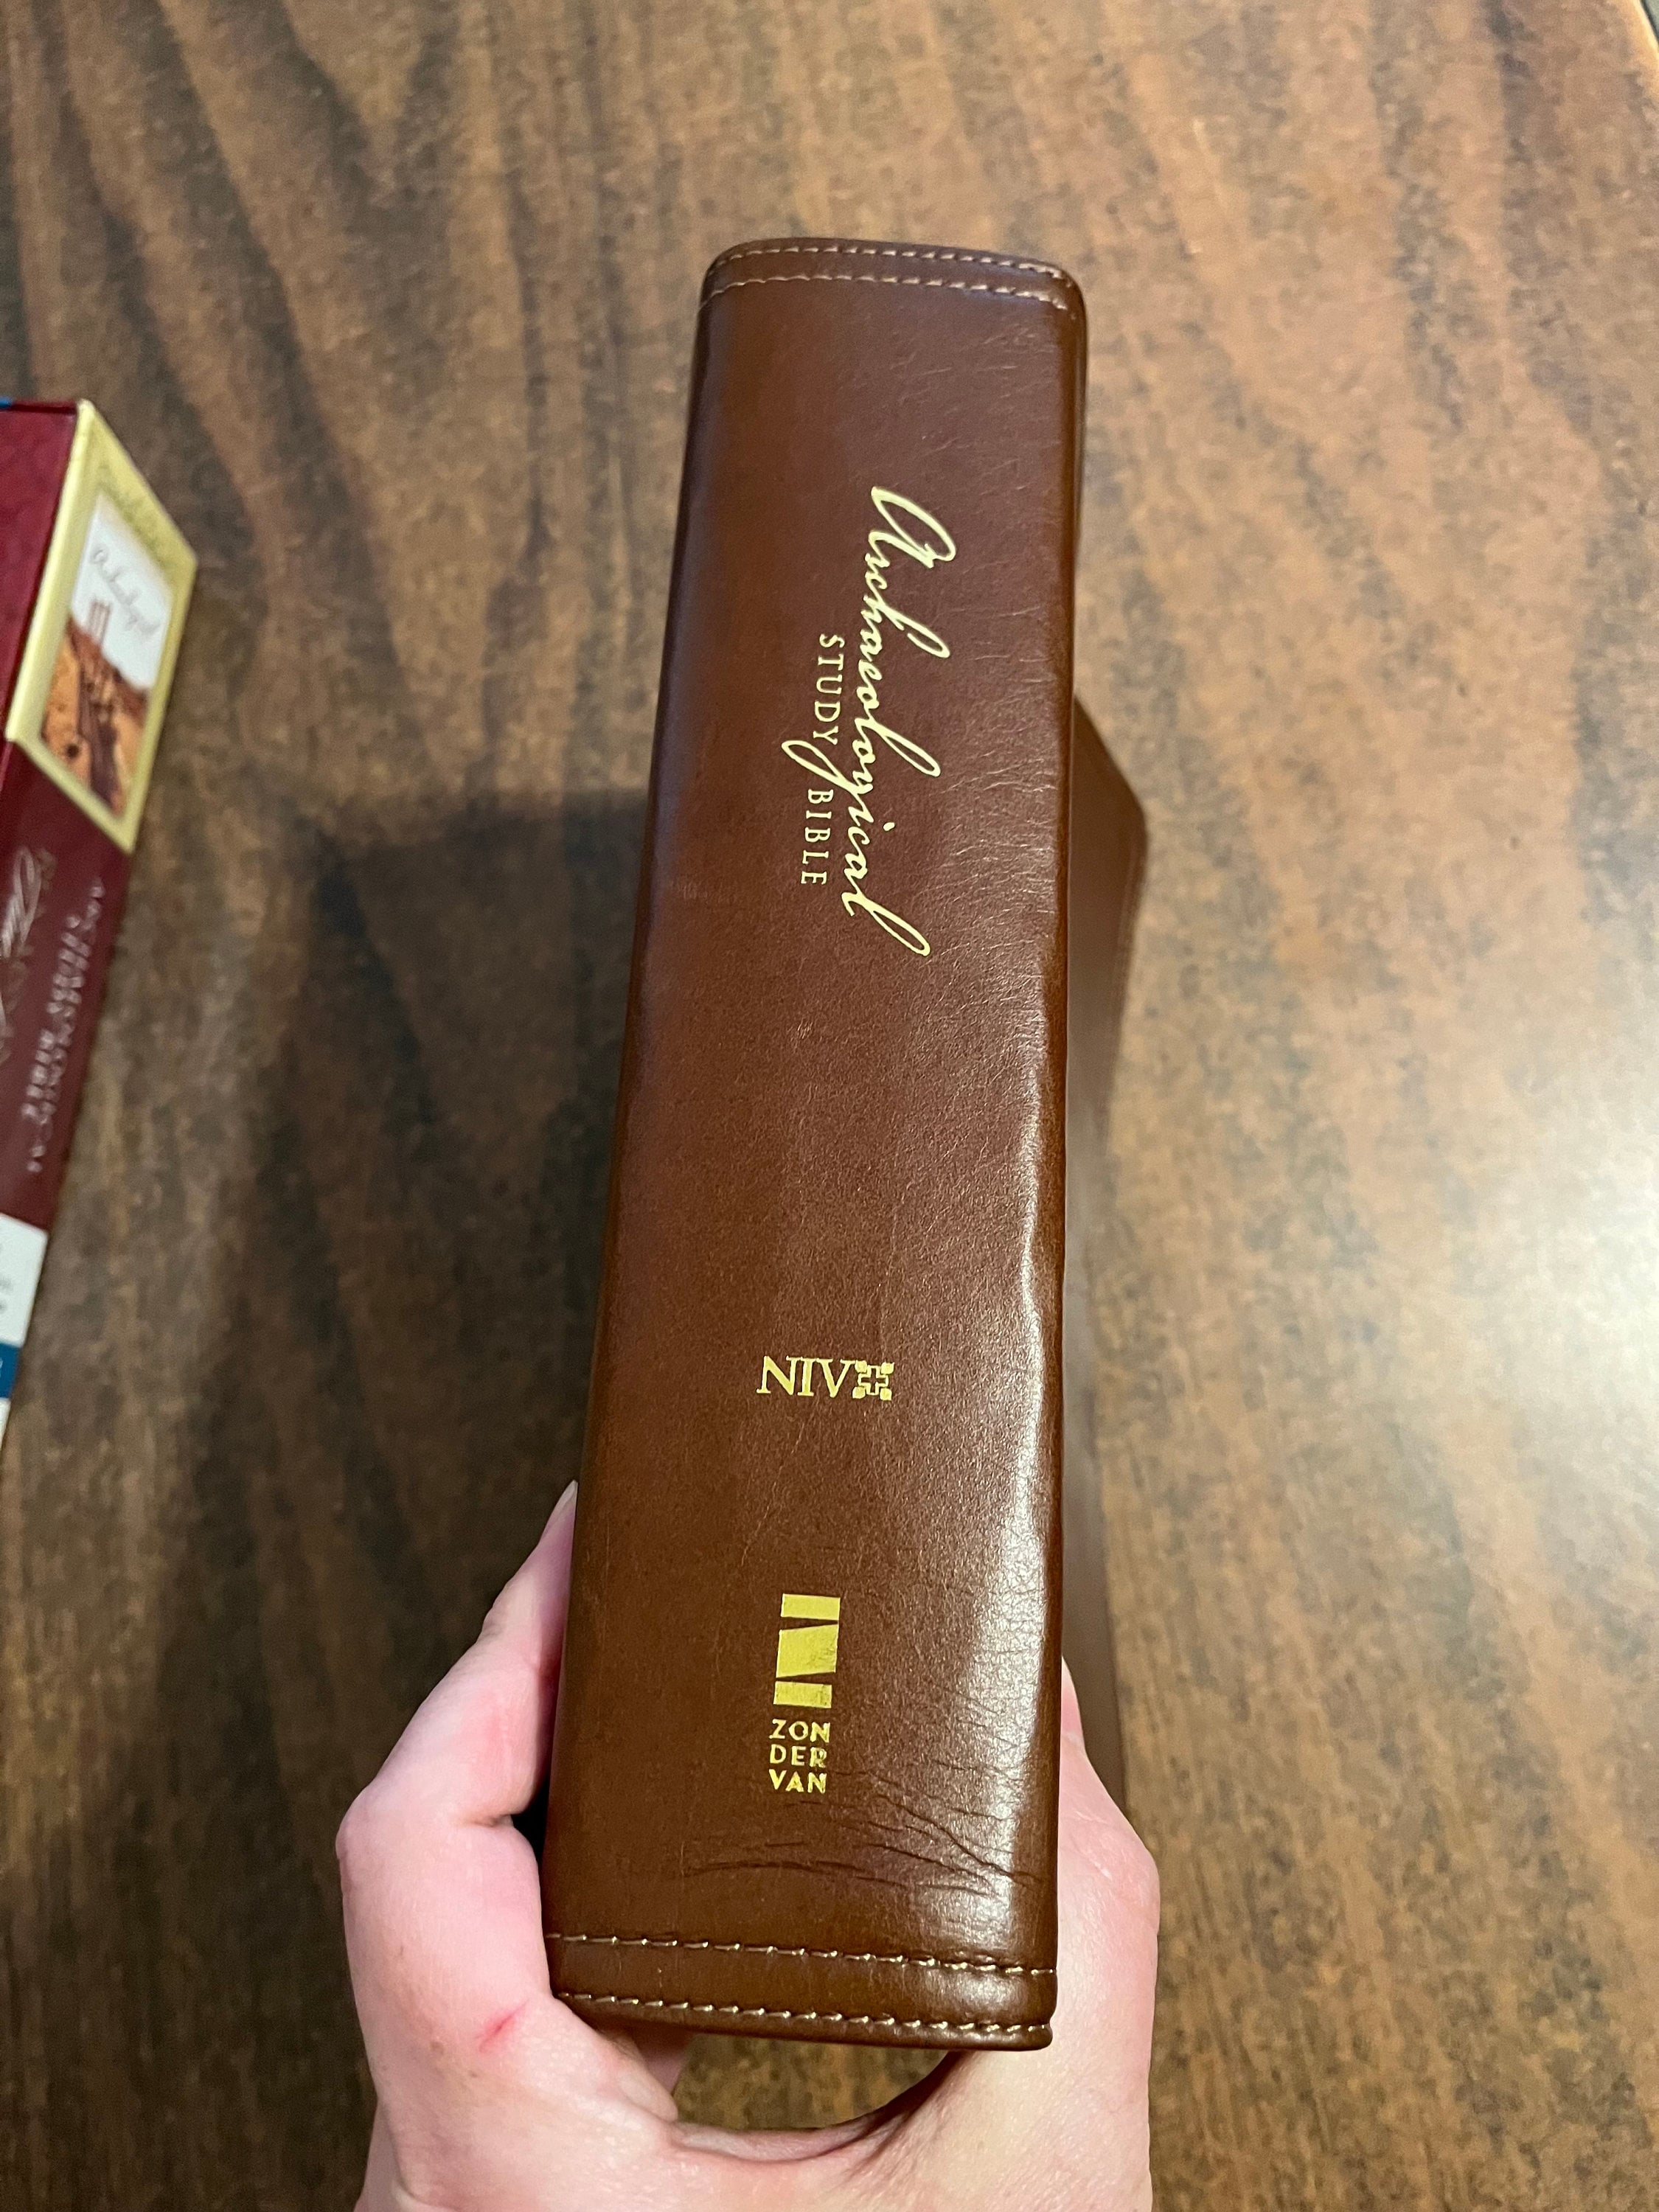 Archaeological
STUDY BIBLE
NIV
ZON
DER
VAN